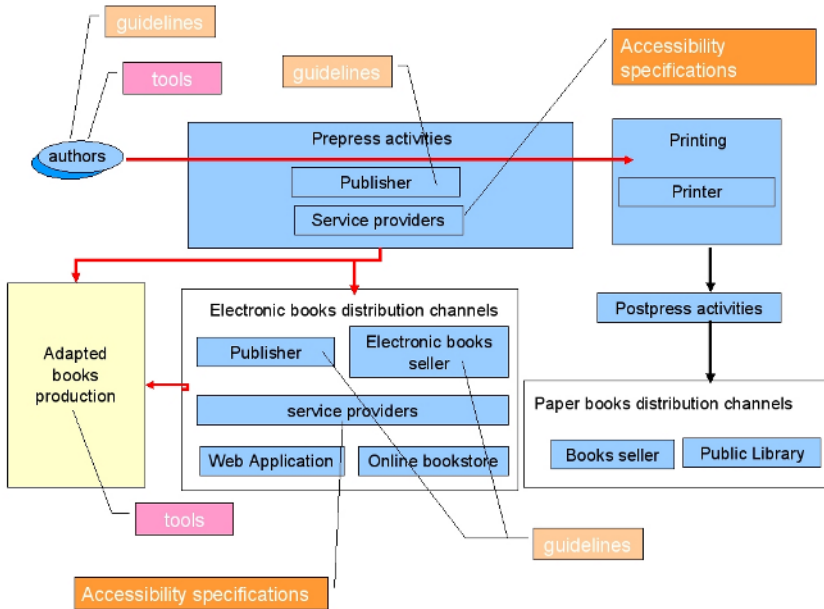 guidelines
tools
guidelines
Accessibility
specifications
authors
Prepress activities
Publisher
Service providers
Printing
Printer
Postpress activities
Electronic books distribution channels
Publisher
Electronic books
seller
service providers
Web Application
Online bookstore
Adapted
books
production
Paper books distribution channels
Books seller
Public Library
tools
guidelines
Accessibility specifications